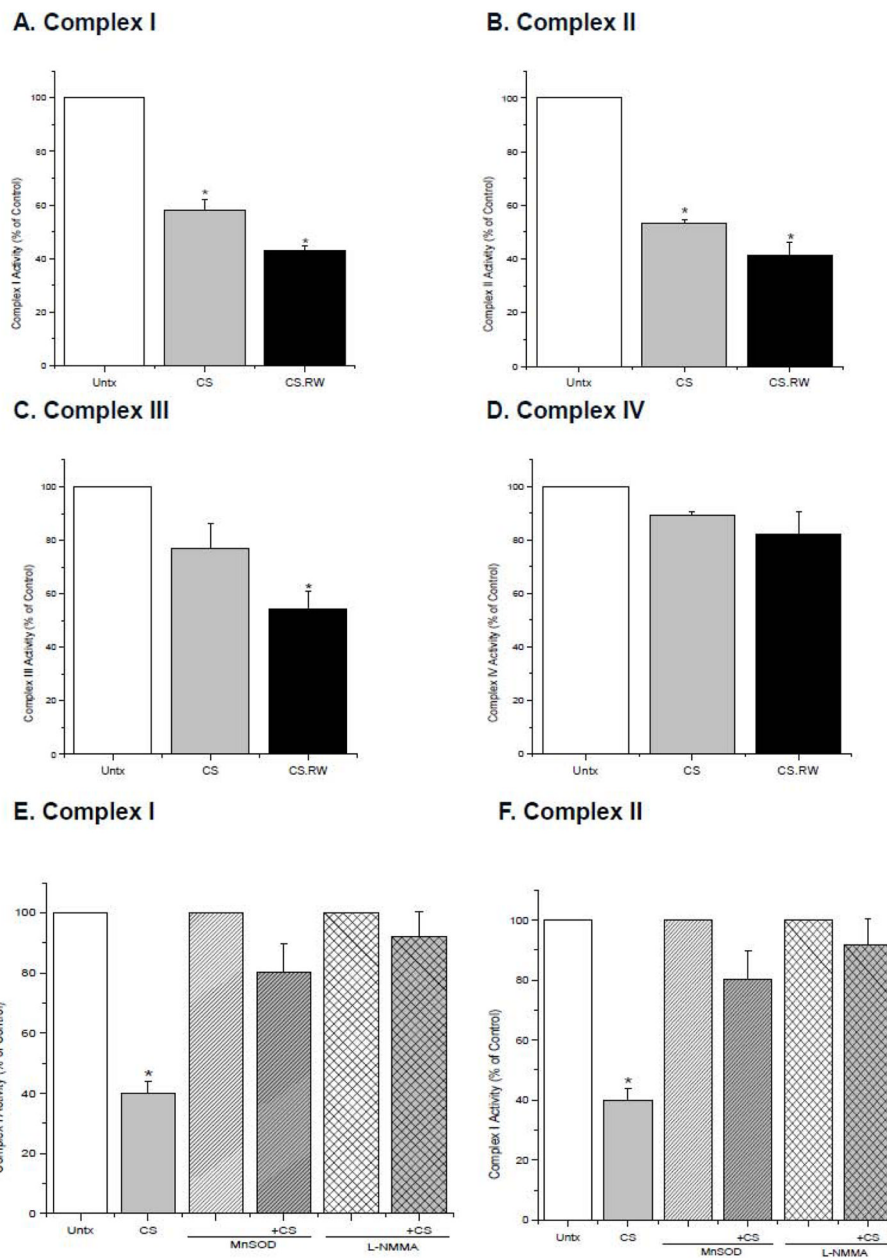 A. Complex I
B. Complex II
Complex I Activity (% of Control)
100
80
60
40
20
0
*
*
Untx CS CS.RW
Complex II Activity (% of Control)
100
80
60
40
20
0
*
*
Untx CS CS.RW
C. Complex III
D. Complex IV
Complex III Activity (% of Control)
100
80
60
40
20
0
*
Untx CS CS.RW
Complex IV Activity (% of Control)
100
80
60
40
20
0
Untx CS CS.RW
E. Complex I
F. Complex II
Activity (% of Control)
100
80
60
40
20
0
*
Untx CS +CS +CS
MnSOD L-NMMA
Complex I Activity (% of Control)
100
80
60
40
20
0
*
Untx CS +CS +CS
MnSOD L-NMMA